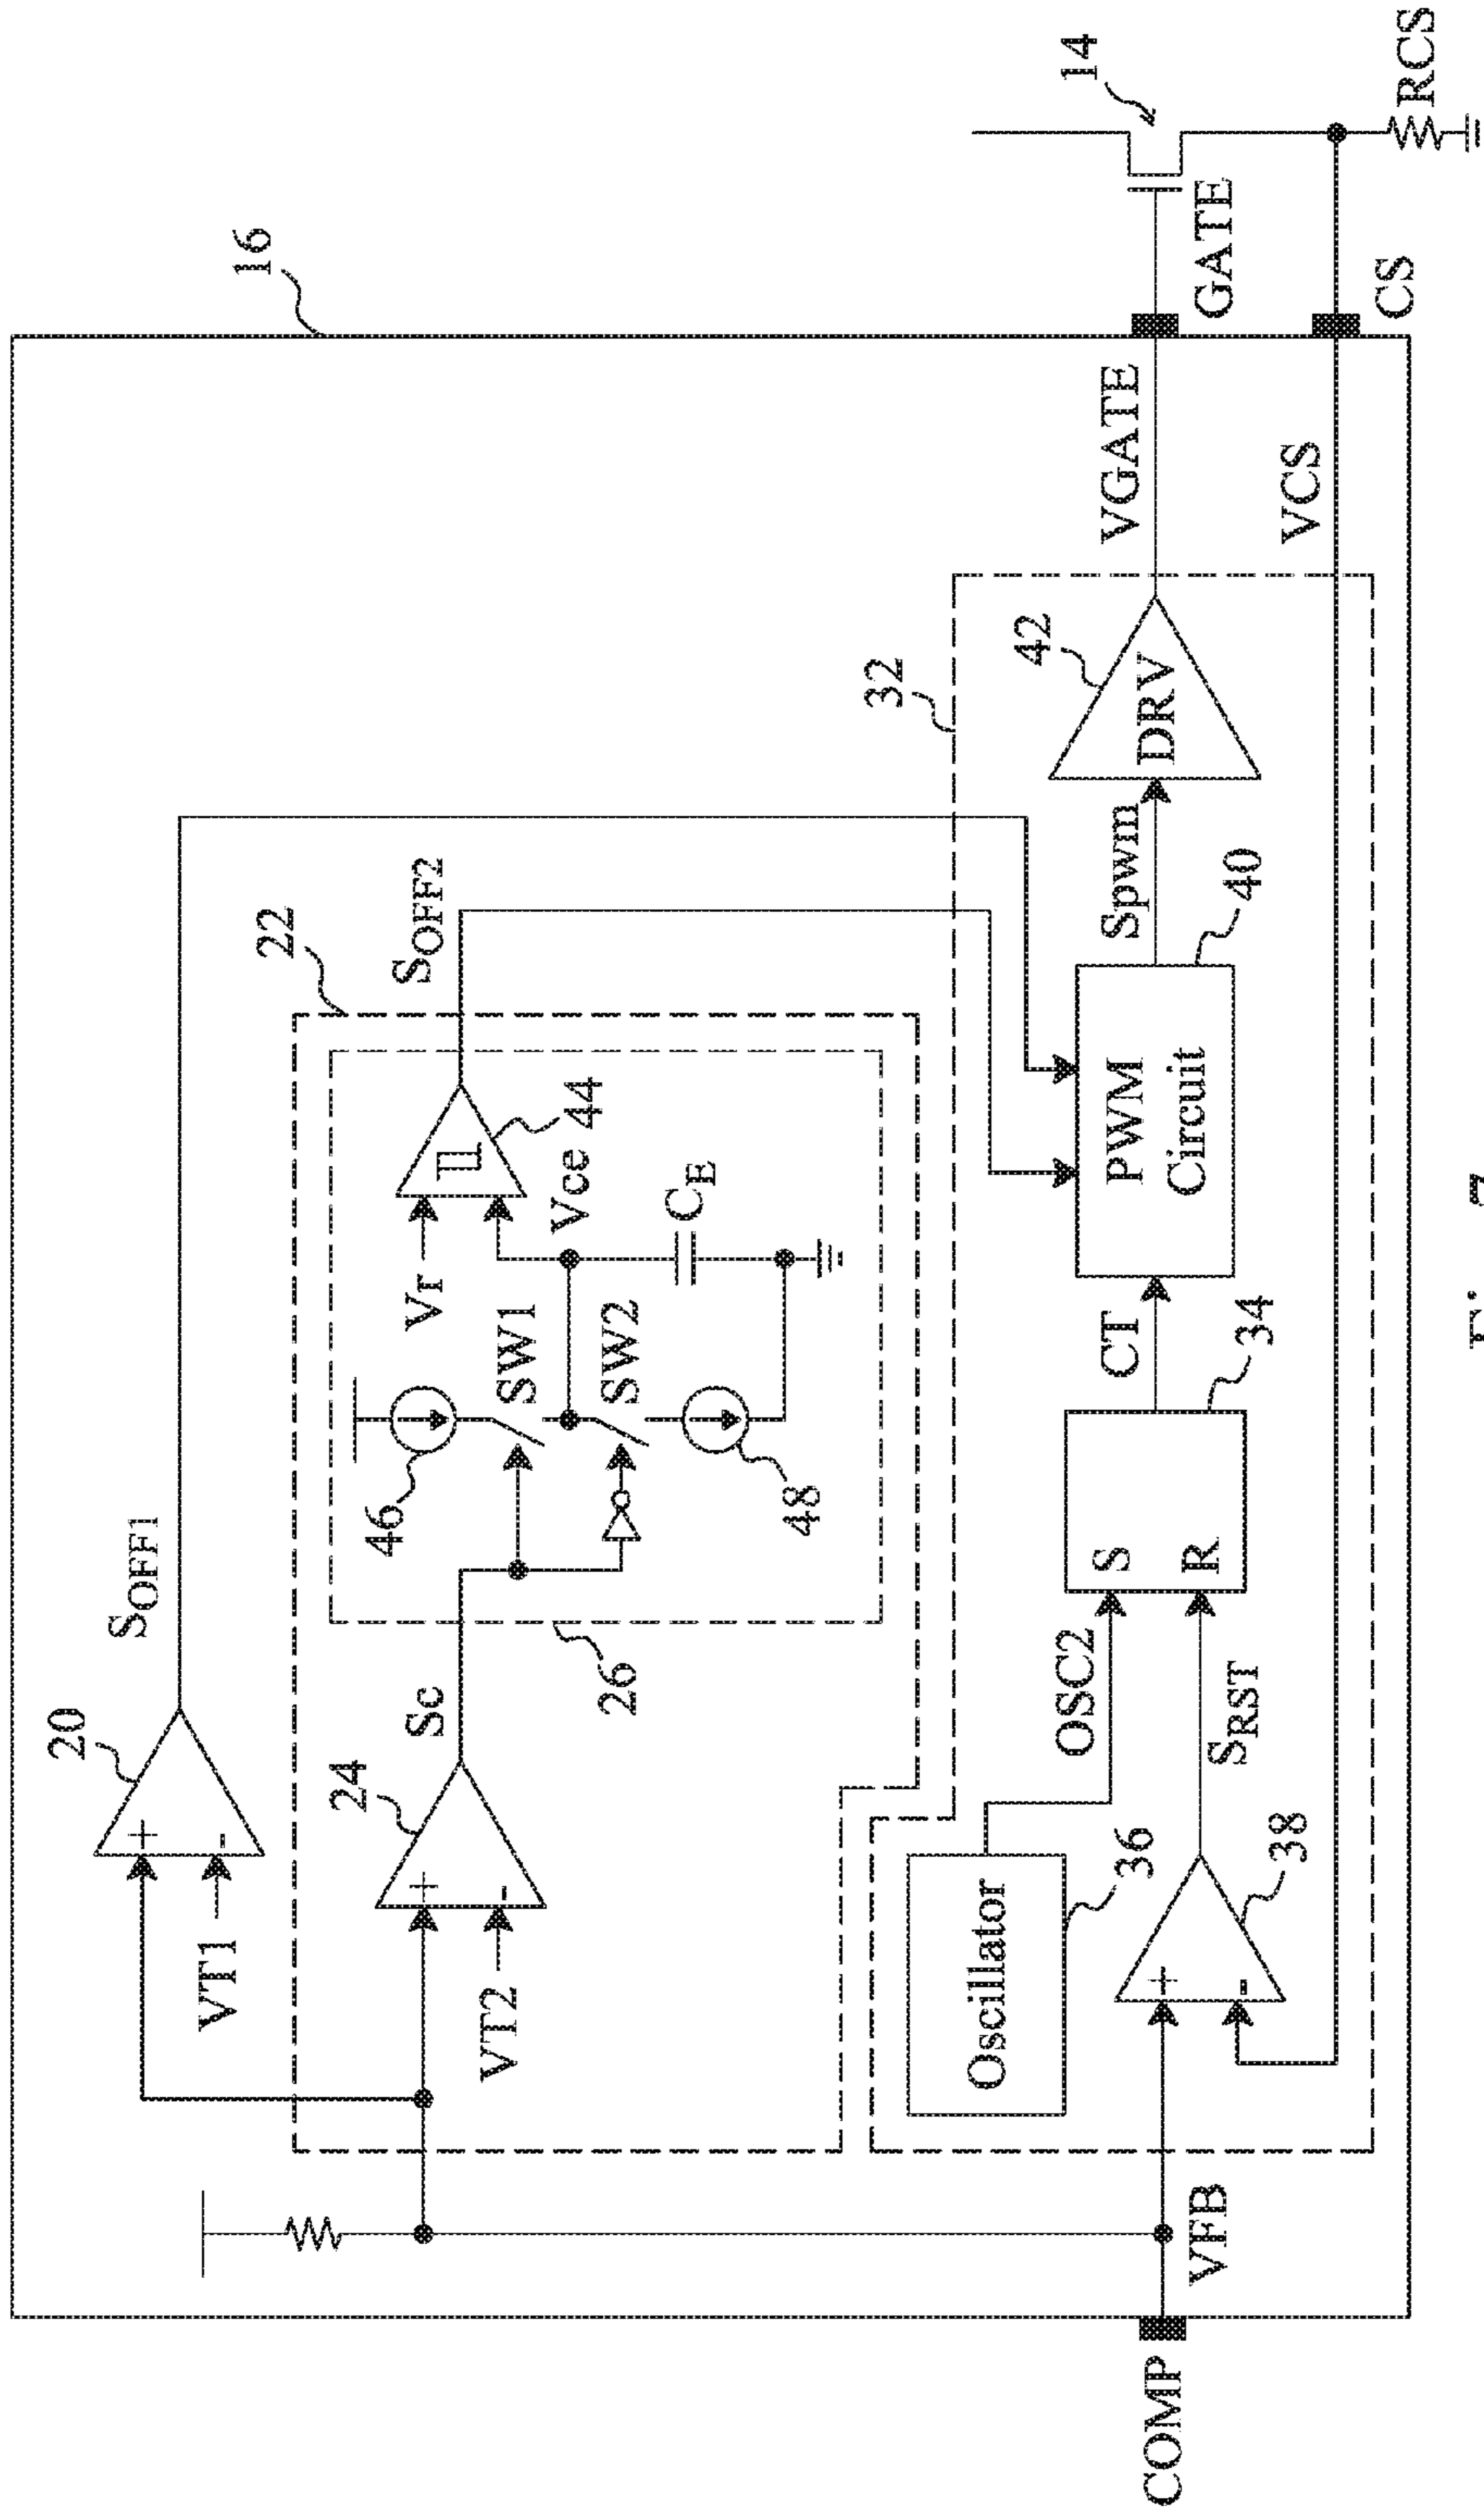 16
20
SOFF1
VT1
+
-
22
24
Sc
VT2
+
-
26
46
Vr
SW1
SW2
48
Vce
CE
44
SOFF2
32
Oscillator
36
OSC2
S
R
34
SRST
38
+
-
CT
PWM
Circuit
40
Spwm
42
DRV
VGATE
VCS
GATE
CS
14
RCS
COMP
VFB